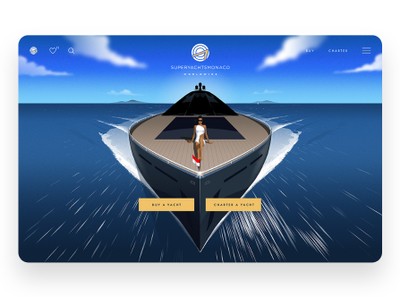 BUY
CHARTER
SUPERYACHTSMONACO
WORLDWIDE
BUY A YACHT
CHARTER A YACHT